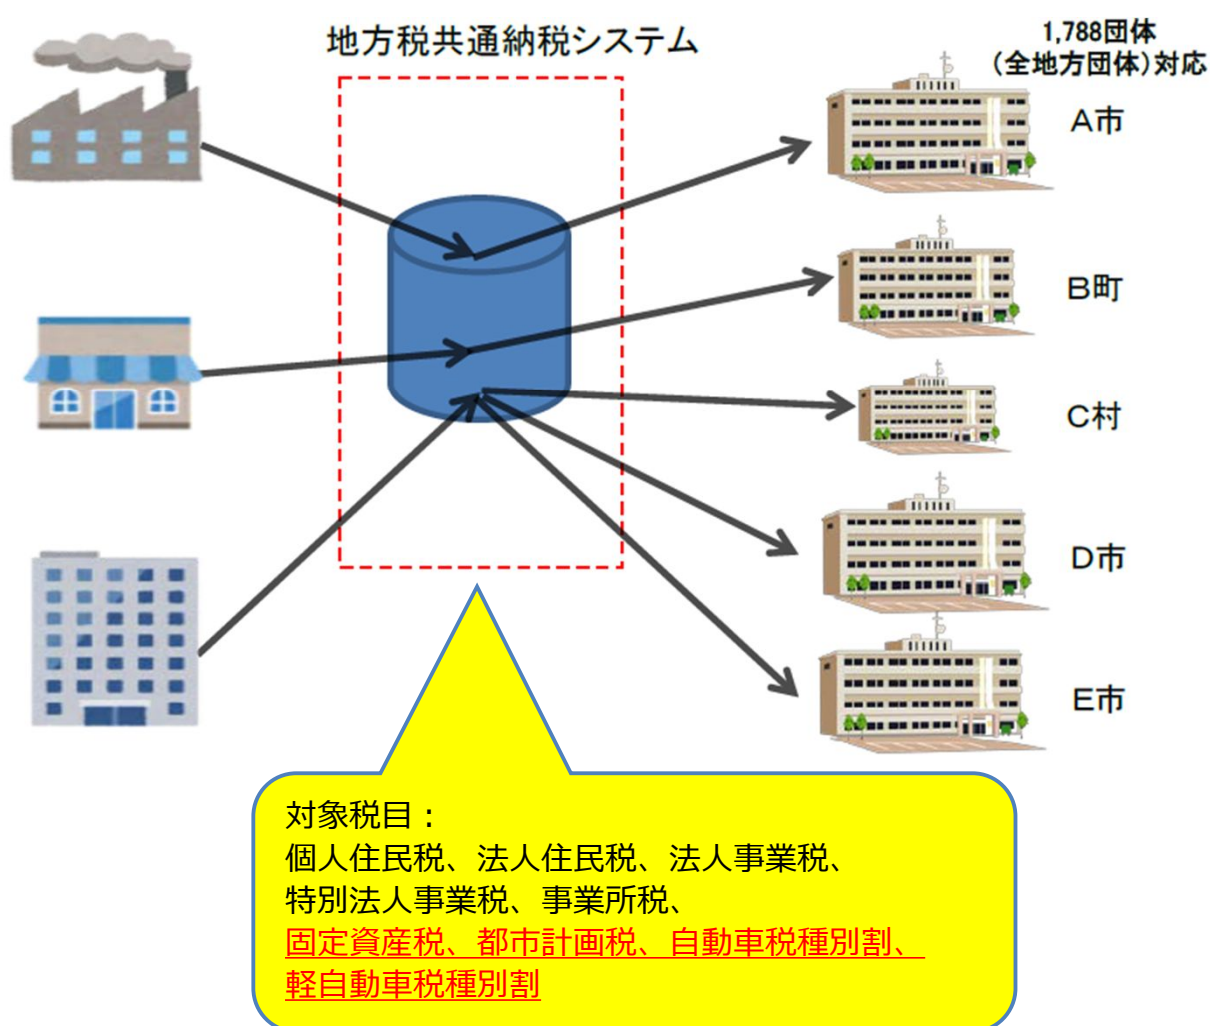 地方税共通納税システム
1,788団体
(全地方団体)対応
A市
B町
C村
D市
E市
対象税目：
個人住民税、法人住民税、法人事業税、
特別法人事業税、事業所税、
固定資産税、都市計画税、自動車税種別割、
軽自動車税種別割